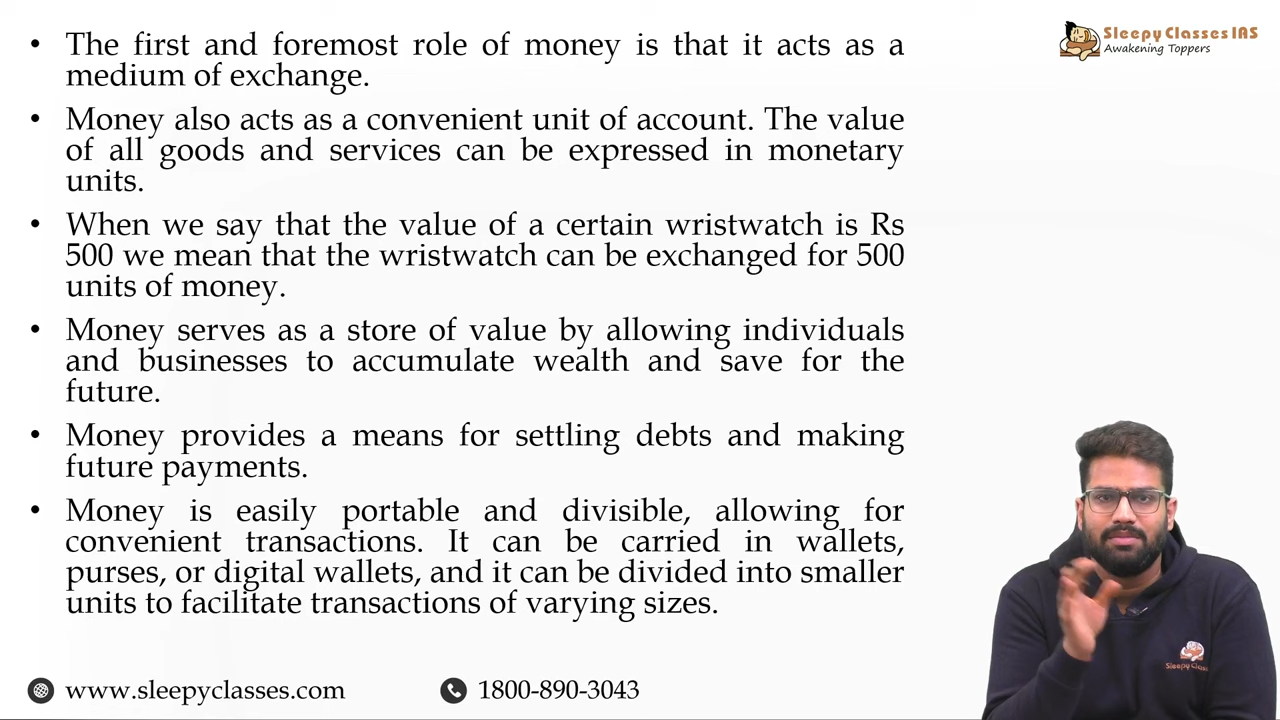 • The first and foremost role of money is that it acts as a
medium of exchange.
• Money also acts as a convenient unit of account. The value
of all goods and services can be expressed in monetary
units.
• When we say that the value of a certain wristwatch is Rs
500 we mean that the wristwatch can be exchanged for 500
units of money.
• Money serves as a store of value by allowing individuals
and businesses to accumulate wealth and save for the
future.
• Money provides a means for settling debts and making
future payments.
• Money is easily portable and divisible, allowing for
convenient transactions. It can be carried in wallets,
purses, or digital wallets, and it can be divided into smaller
units to facilitate transactions of varying sizes.
Sleepy Classes IAS
Awakening Toppers
Sleepy Classes
www.sleepyclasses.com
1800-890-3043